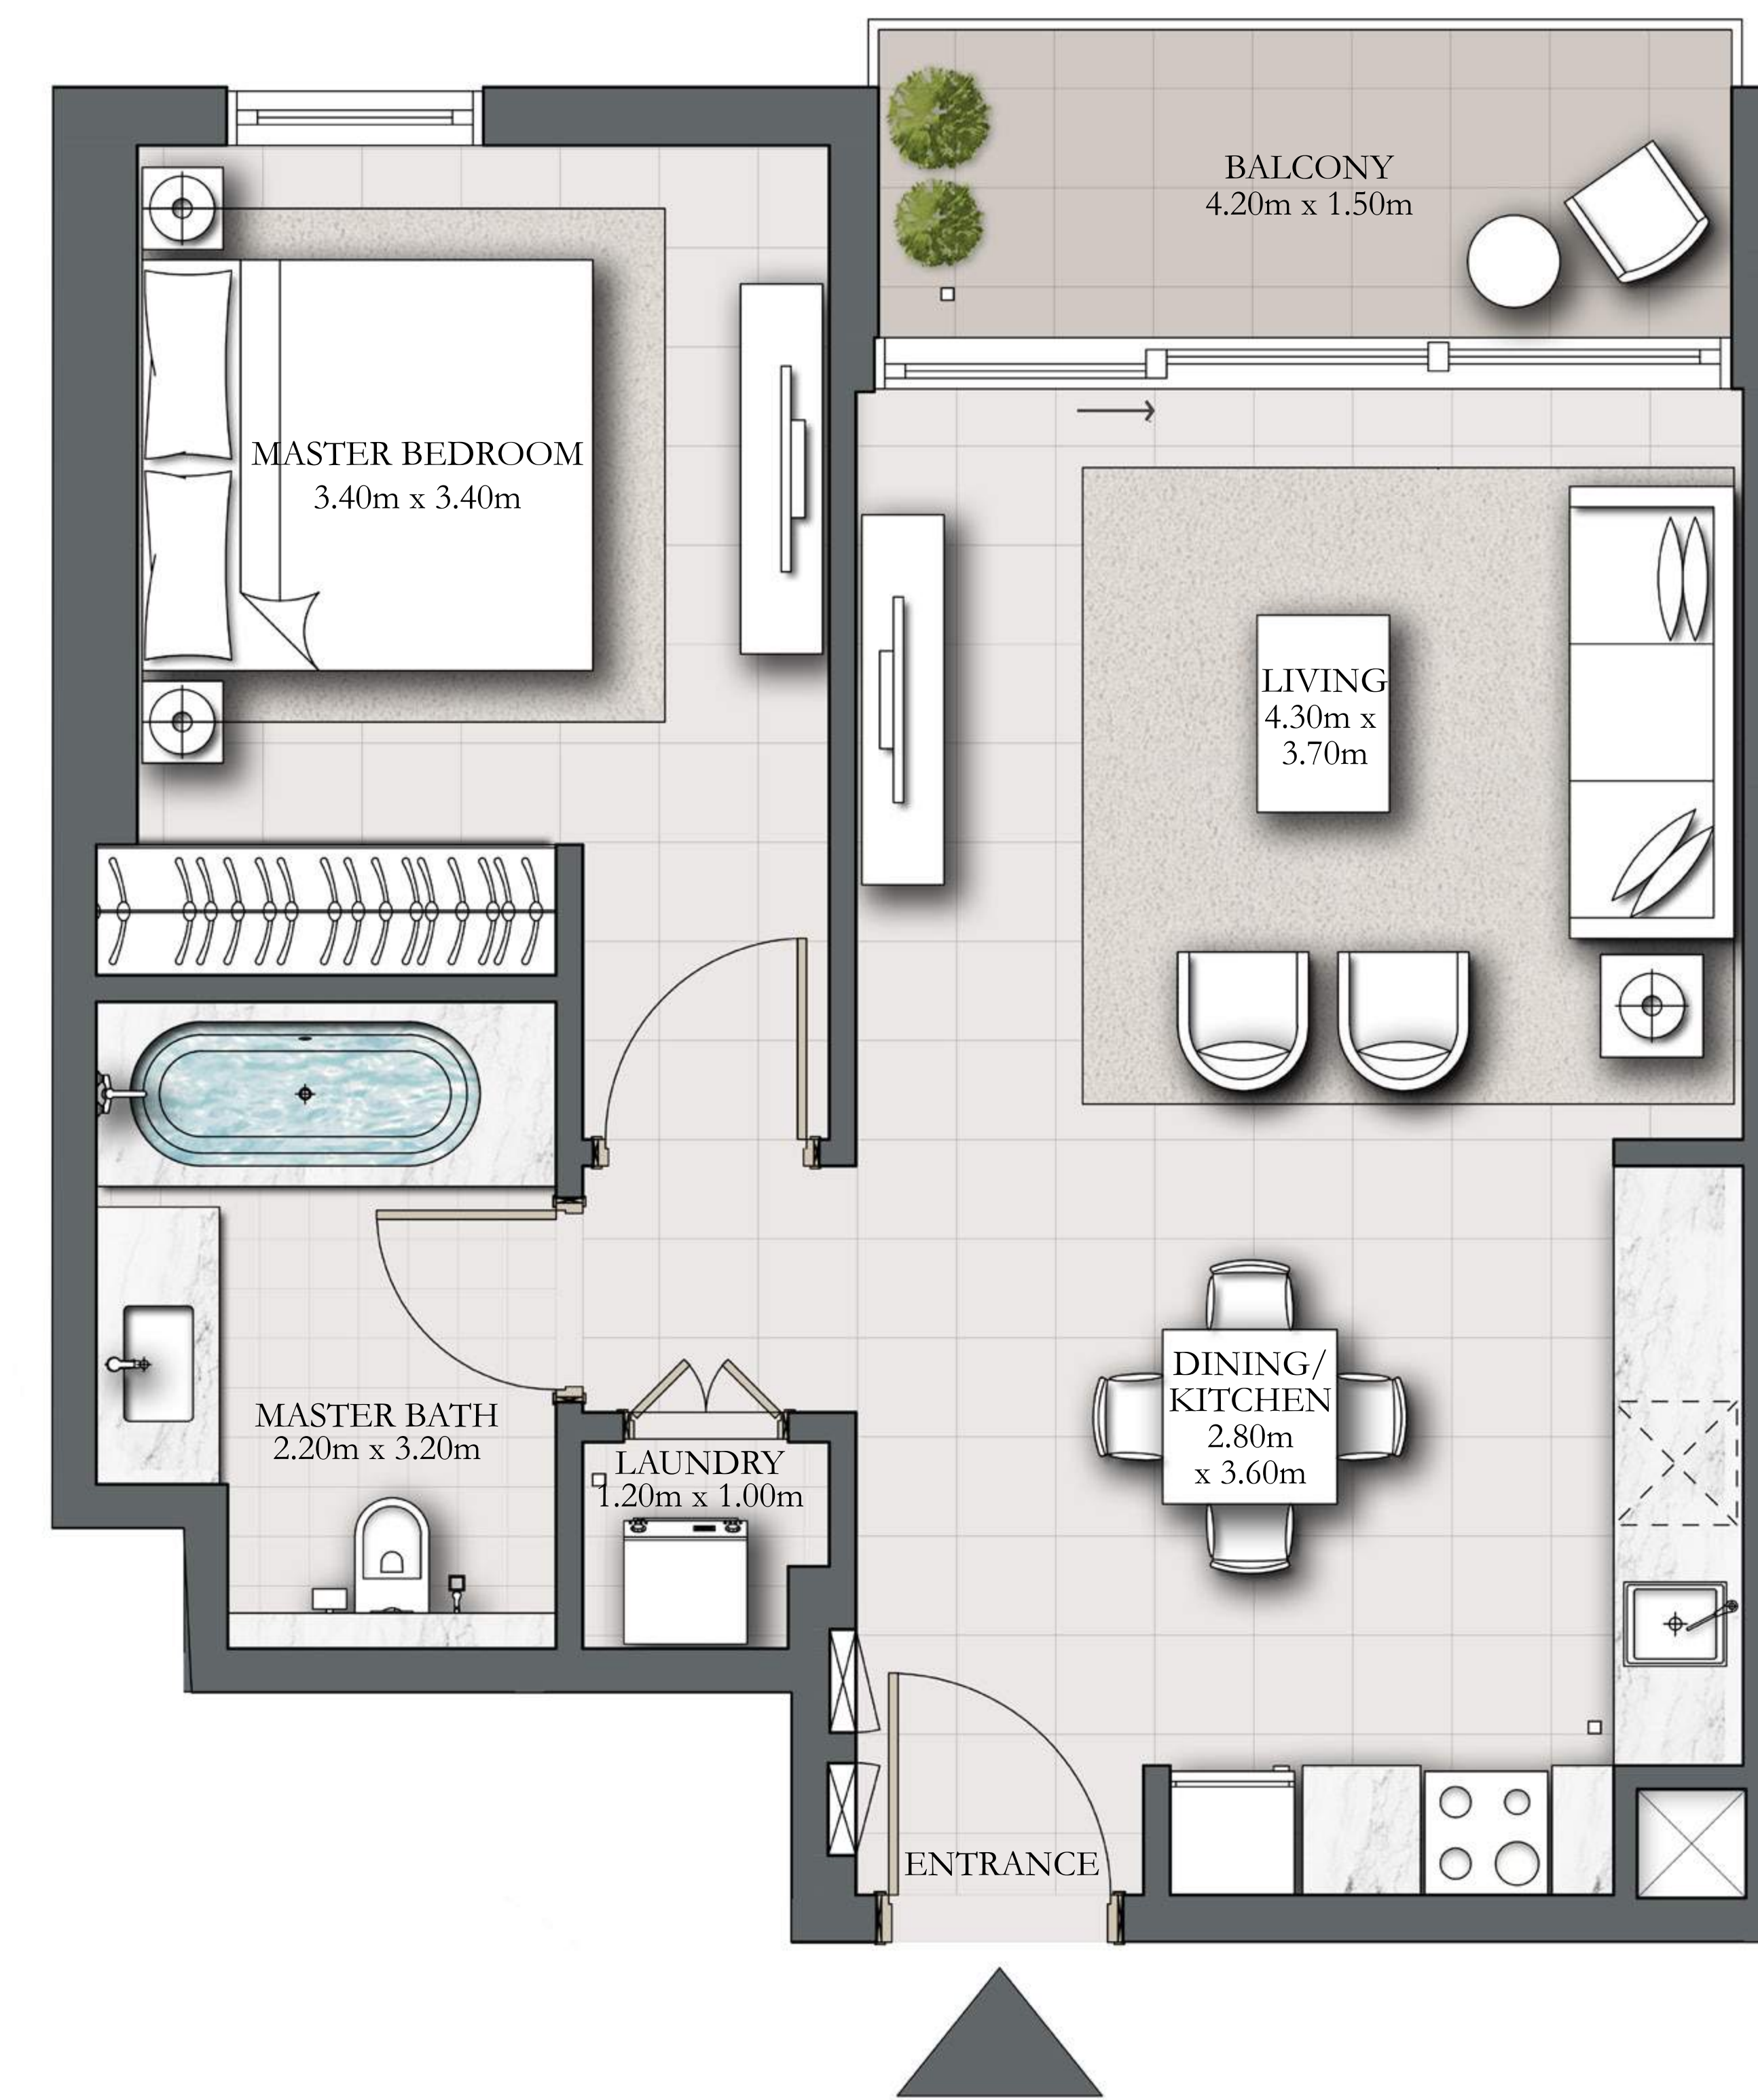 BALCONY
4.20m x 1.50m
MASTER BEDROOM
3.40m x 3.40m
LIVING
4.30m x
3.70m
DINING/
KITCHEN
2.80m
x 3.60m
MASTER BATH
2.20m x 3.20m
LAUNDRY
1.20m x 1.00m
ENTRANCE